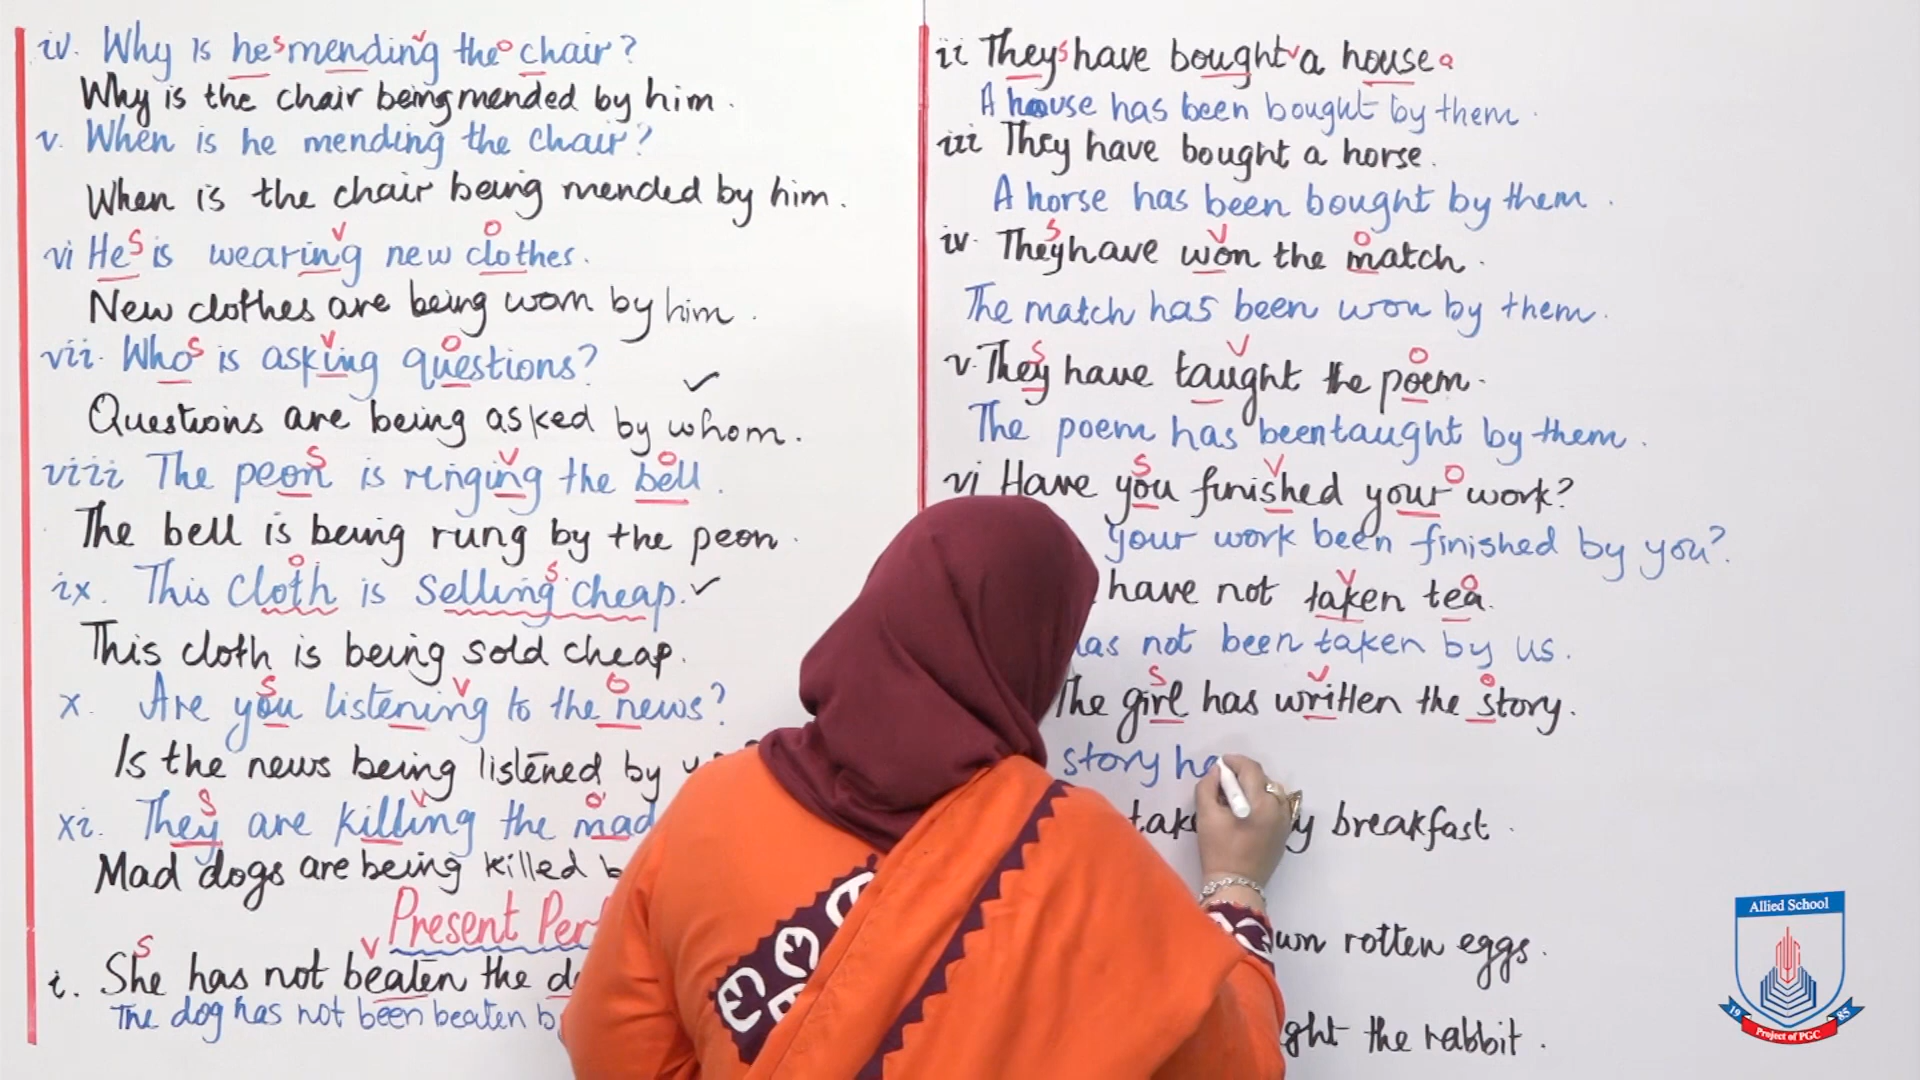 iv. Why is he s mending v the o chair?
Why is the chair being mended by him.
v. When is he mending the chair?
When is the chair being mended by him.
S V O
vi He is wearing new clothes.
New clothes are being worn by him.
S V O
vii. Who is asking questions?
Questions are being asked by whom.
S V O
viii The peon is ringing the bell.
The bell is being rung by the peon.
O S
ix. This Cloth is Selling cheap.
This cloth is being sold cheap.
S V O
x. Are you listening to the news?
Is the news being listened by
S V O
xi. They are killing the mad
Mad dogs are being killed
Present
S V
i. She has not beaten the
The dog has not been beaten
ii They s have bought v a house o
A house has been bought by them.
iii They have bought a horse.
A horse has been bought by them.
S V O
iv. They have won the match.
The match has been won by them.
S V O
v. They have taught the poem.
The poem has been taught by them.
S V O
vi Have you finished your work?
your work been finished by you?
V O
have not taken tea.
has not been taken by us.
S V O
The girl has written the story.
story
breakfast.
rotten eggs.
the rabbit.
Allied School
19 85
Project of PGC